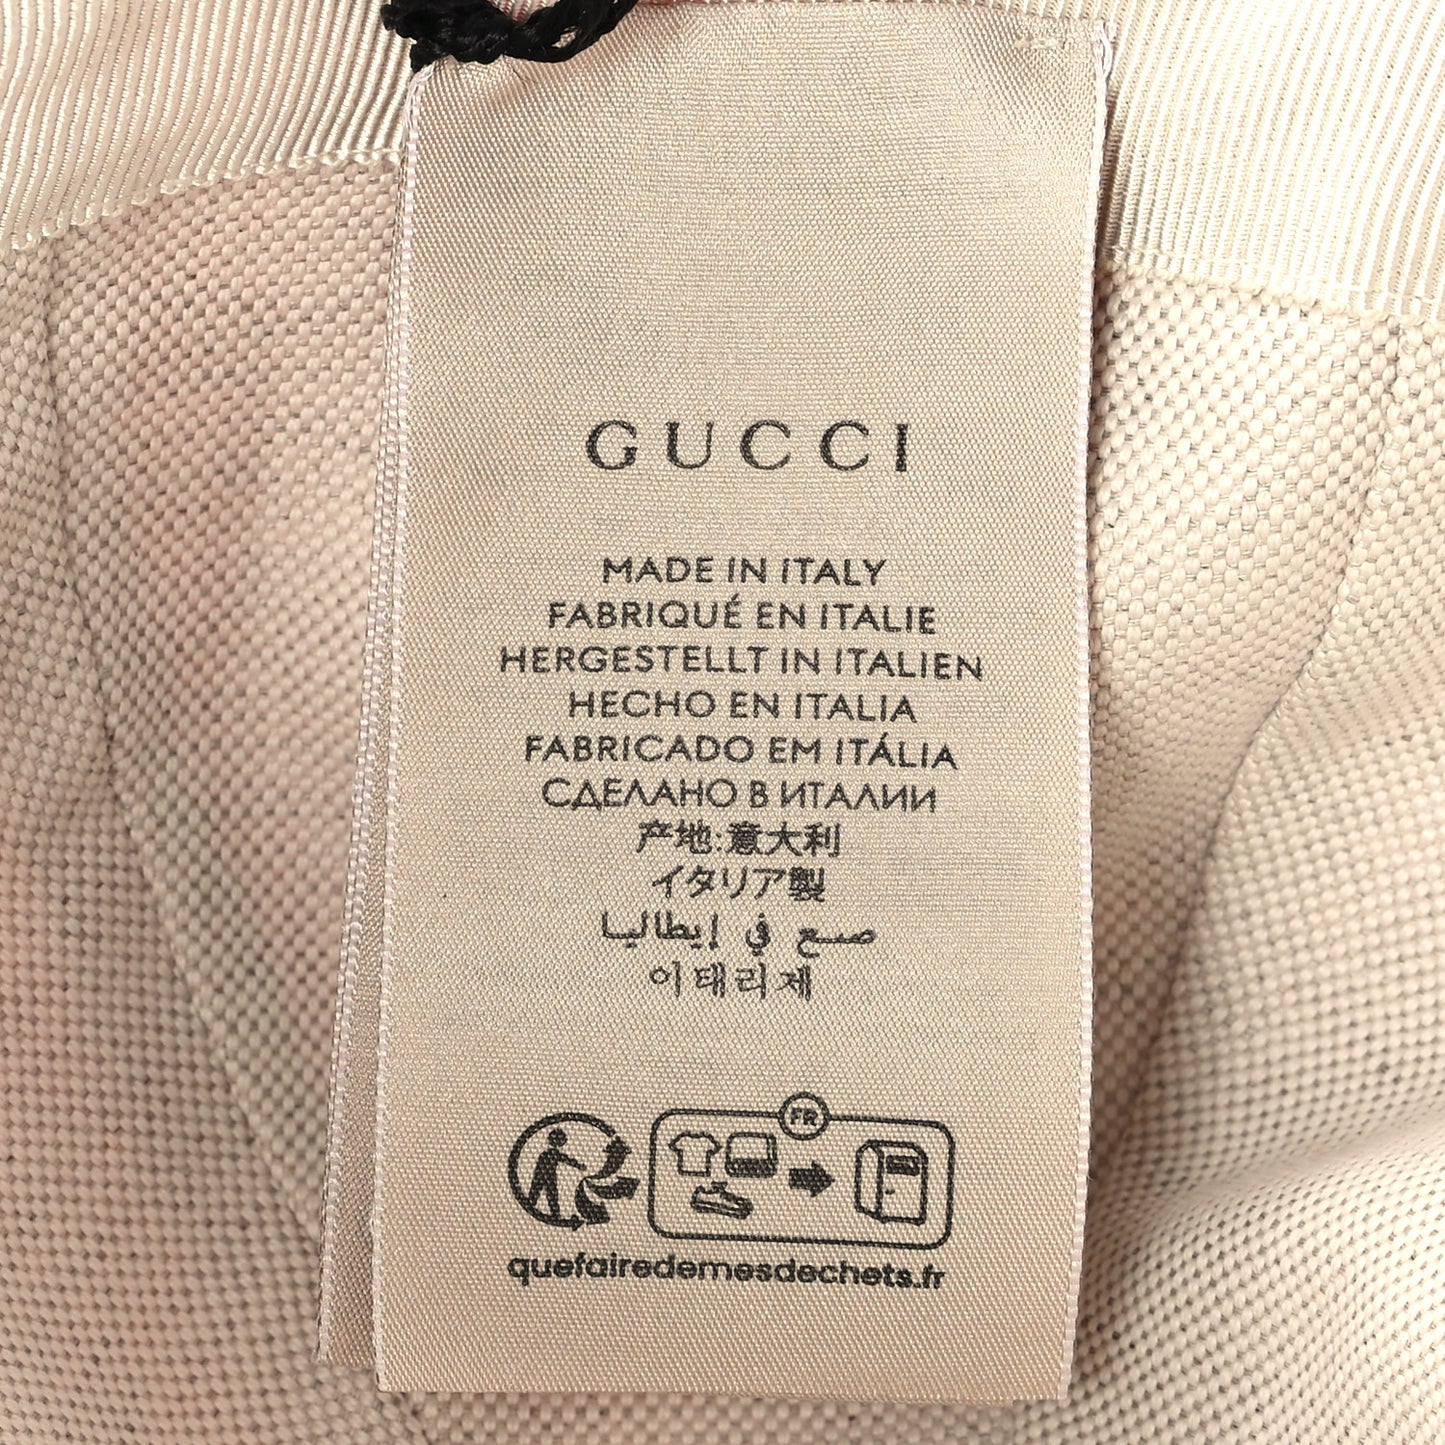 GUCCI
MADE IN ITALY
FABRIQUÉ EN ITALIE
HERGESTELLT IN ITALIEN
HECHO EN ITALIA
FABRICADO EM ITÁLIA
СДЕЛАНО В ИТАЛИИ
产地:意大利
イタリア製
صنع في إيطاليا
이태리제
FR
quefairedemesdechets.fr